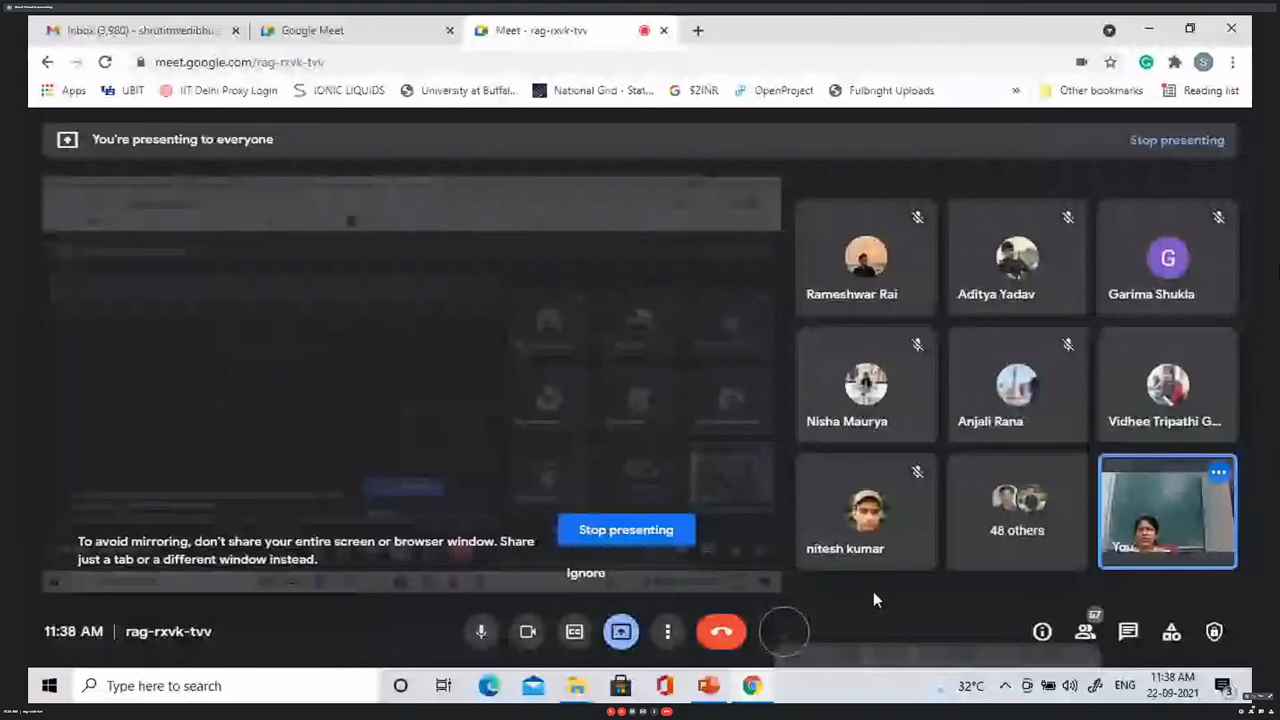 Inbox (3,980) - shrutitrivedibhu...
Google Meet
Meet - rag-rxvk-tvv
meet.google.com/rag-rxvk-tvv
Apps
UBIT
IIT Delhi Proxy Login
IONIC LIQUIDS
University at Buffal...
National Grid - Stat...
$2INR
OpenProject
Fulbright Uploads
»
Other bookmarks
Reading list
You're presenting to everyone
Stop presenting
Rameshwar Rai
Aditya Yadav
G
Garima Shukla
Nisha Maurya
Anjali Rana
Vidhee Tripathi G...
To avoid mirroring, don't share your entire screen or browser window. Share
just a tab or a different window instead.
Stop presenting
Ignore
nitesh kumar
48 others
You
11:38 AM | rag-rxvk-tvv
57
Type here to search
32°C
ENG
11:38 AM
22-09-2021
3